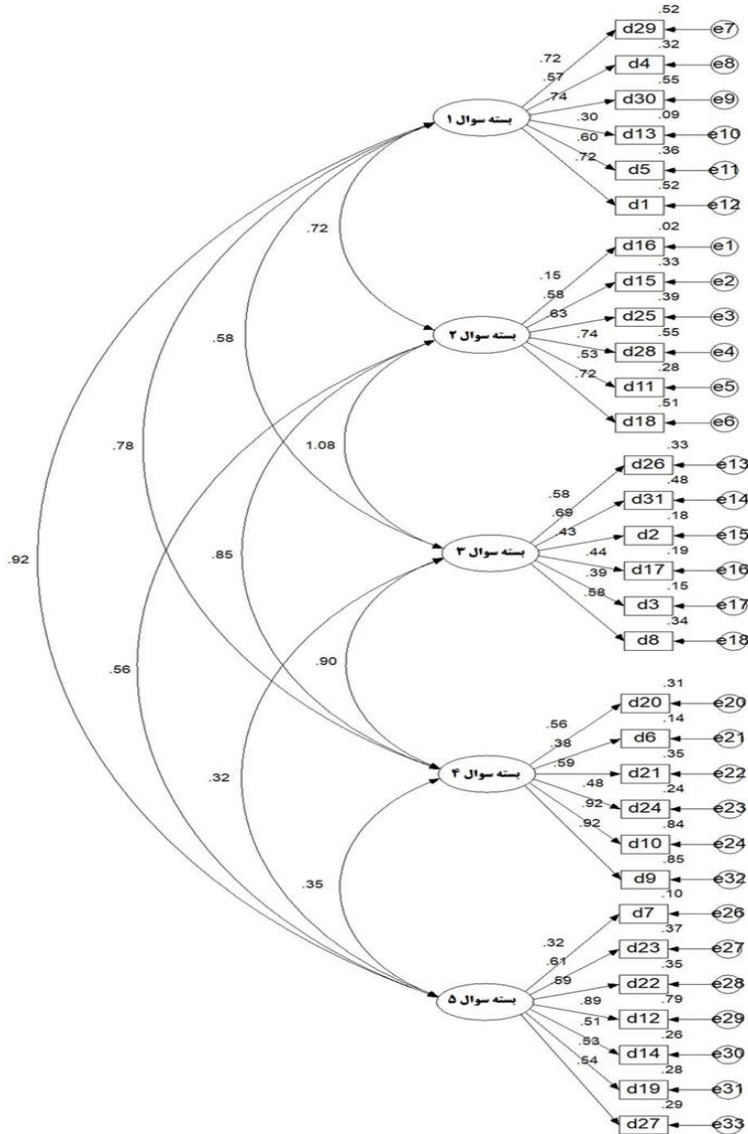 .52
d29 e7
.32
.72
d4 e8
.57
.55
.74
d30 e9
.09
.30
بسته سوال ۱
d13 e10
.60
.36
.72
d5 e11
.52
d1 e12
.72
.02
d16 e1
.33
.15
d15 e2
.58
.39
.63
d25 e3
.55
.58
بسته سوال ۲
.74
d28 e4
.53
.28
.72
d11 e5
.51
d18 e6
.78
1.08
.33
d26 e13
.48
.58
d31 e14
.69
.18
.43
d2 e15
.19
.92
.85
بسته سوال ۳
.44
d17 e16
.39
.15
.58
d3 e17
.34
d8 e18
.56
.90
.31
d20 e20
.14
.56
d6 e21
.38
.35
.59
d21 e22
.24
.32
بسته سوال ۴
.48
d24 e23
.92
.84
.92
d10 e24
.85
d9 e32
.35
.10
d7 e26
.37
.32
d23 e27
.61
.35
.59
d22 e28
.79
بسته سوال ۵
.89
d12 e29
.51
.26
.53
d14 e30
.54
.28
d19 e31
.29
d27 e33